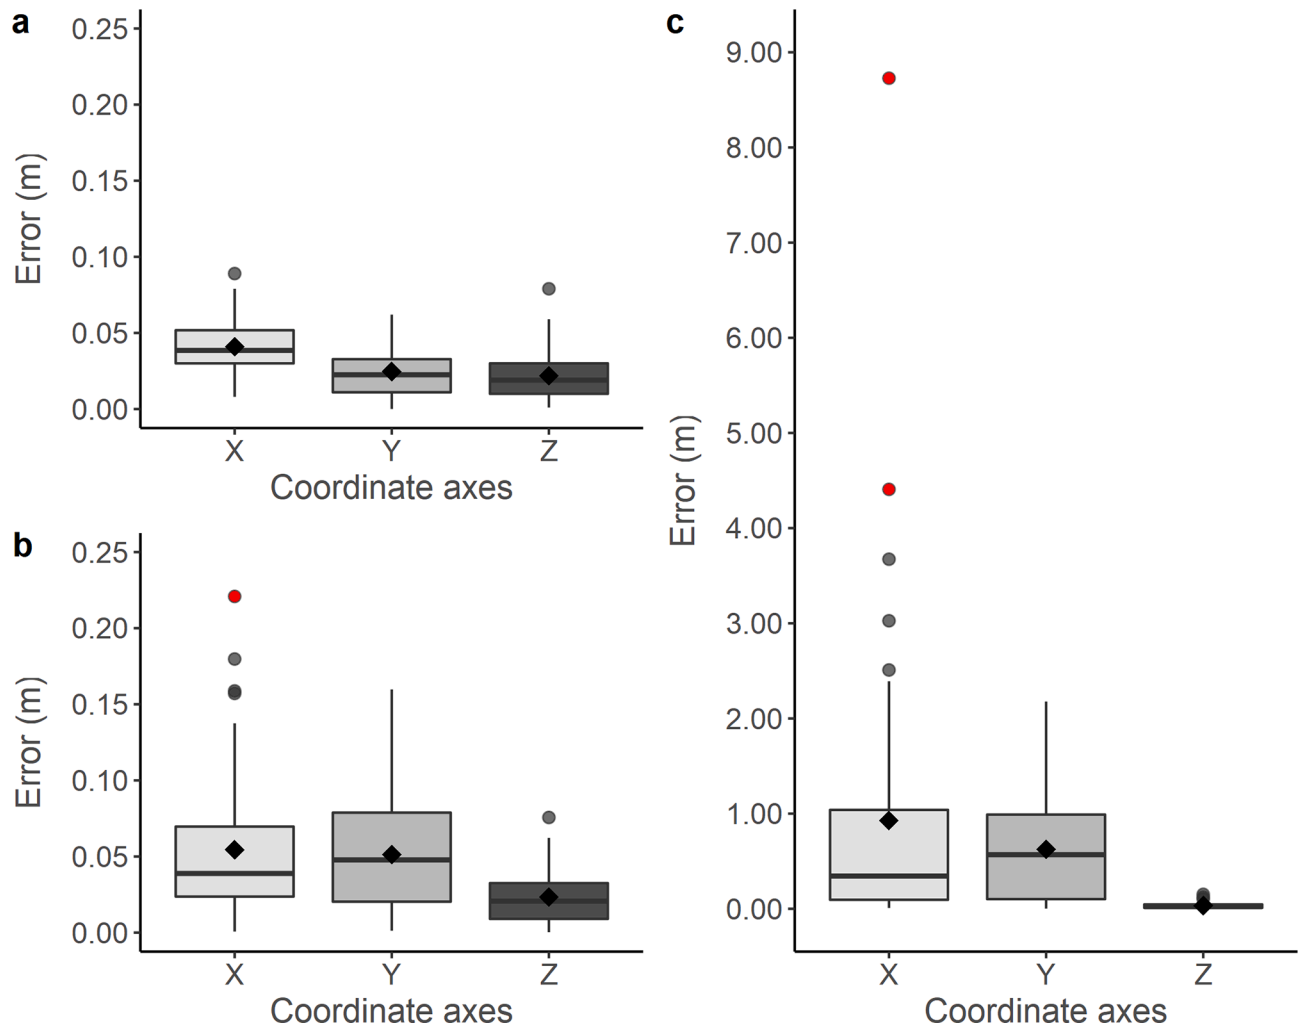 a
0.25
0.20
0.15
0.10
0.05
0.00
Error (m)
X Y Z
Coordinate axes
b
0.25
0.20
0.15
0.10
0.05
0.00
Error (m)
X Y Z
Coordinate axes
c
9.00
8.00
7.00
6.00
5.00
4.00
3.00
2.00
1.00
0.00
Error (m)
X Y Z
Coordinate axes